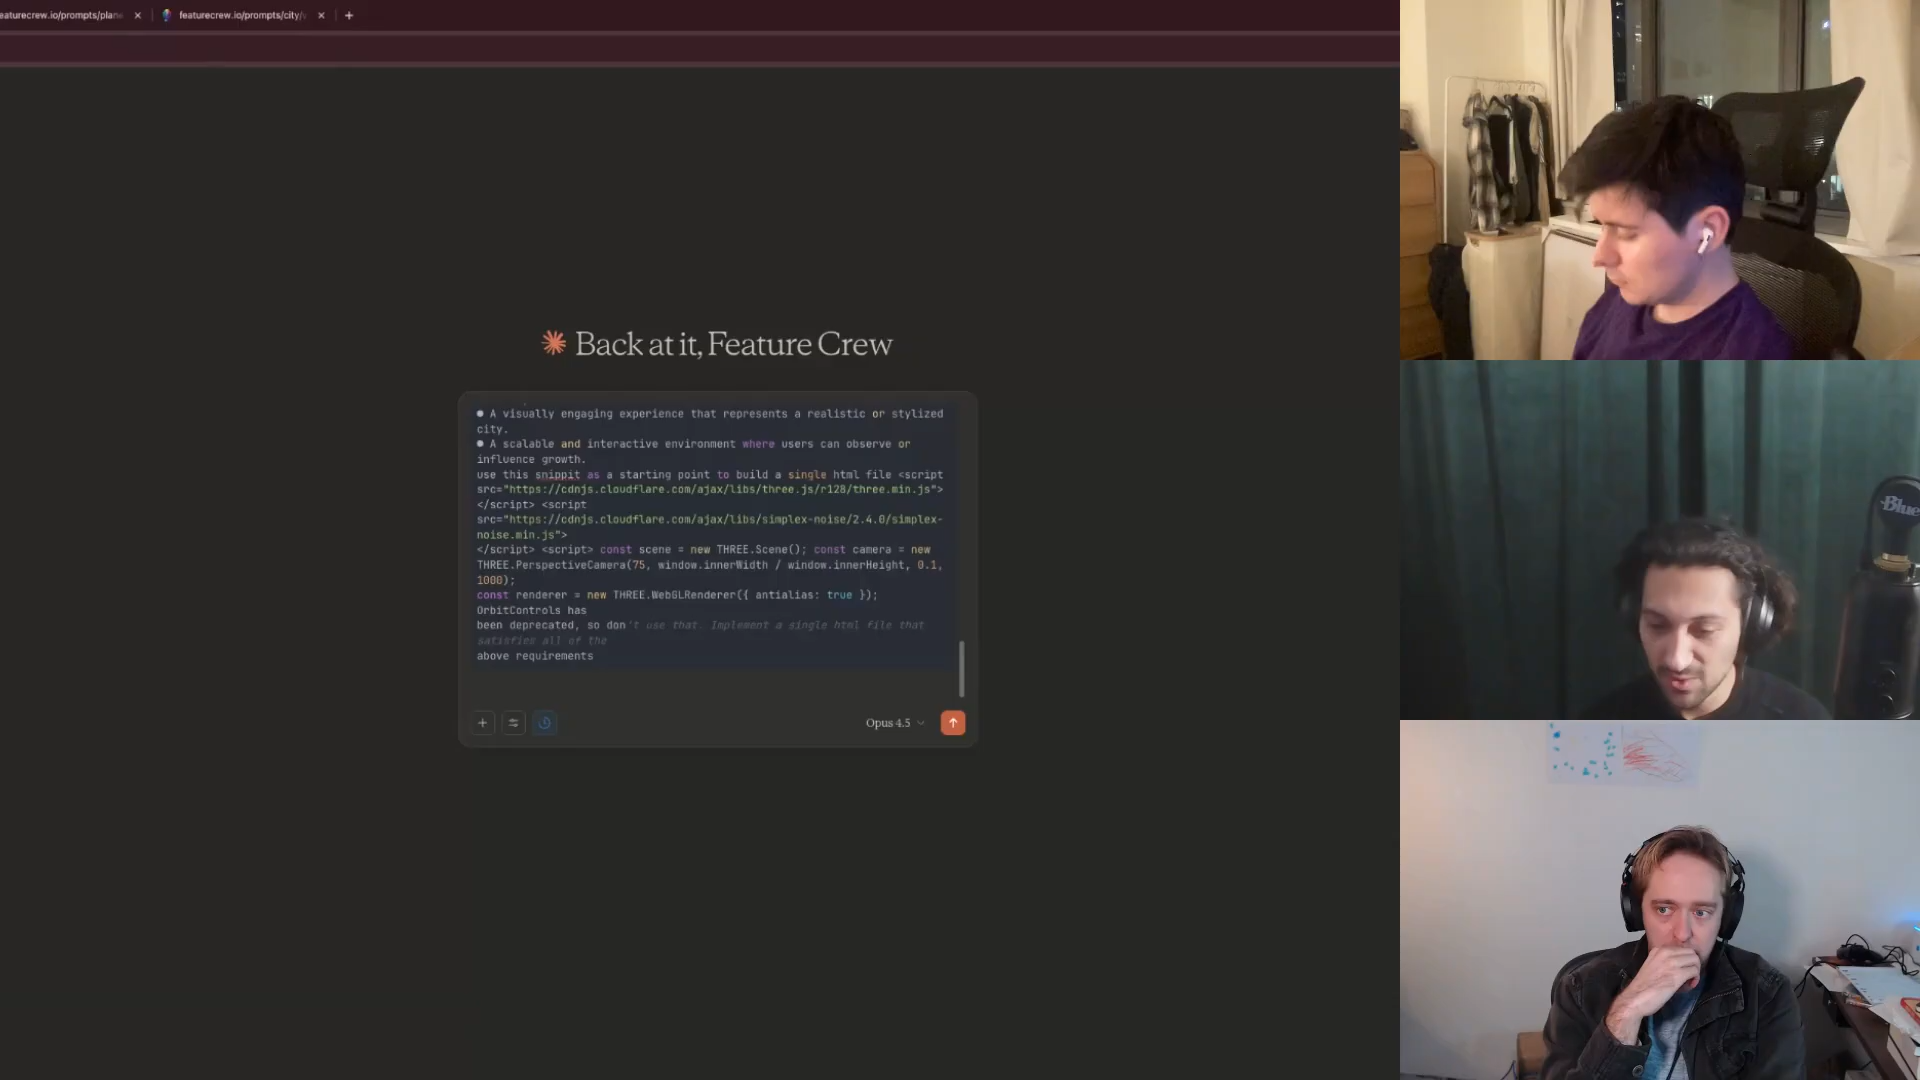 eaturecrew.io/prompts/plan
featurecrew.io/prompts/city/
Back at it, Feature Crew
● A visually engaging experience that represents a realistic or stylized
city.
● A scalable and interactive environment where users can observe or
influence growth.
use this snippit as a starting point to build a single html file <script
src="https://cdnjs.cloudflare.com/ajax/libs/three.js/r128/three.min.js">
</script> <script
src="https://cdnjs.cloudflare.com/ajax/libs/simplex-noise/2.4.0/simplex-
noise.min.js">
</script> <script> const scene = new THREE.Scene(); const camera = new
THREE.PerspectiveCamera(75, window.innerWidth / window.innerHeight, 0.1,
1000);
const renderer = new THREE.WebGLRenderer({ antialias: true });
OrbitControls has
been deprecated, so don't use that. Implement a single html file that
satisfies all of the
above requirements
Opus 4.5
Blue